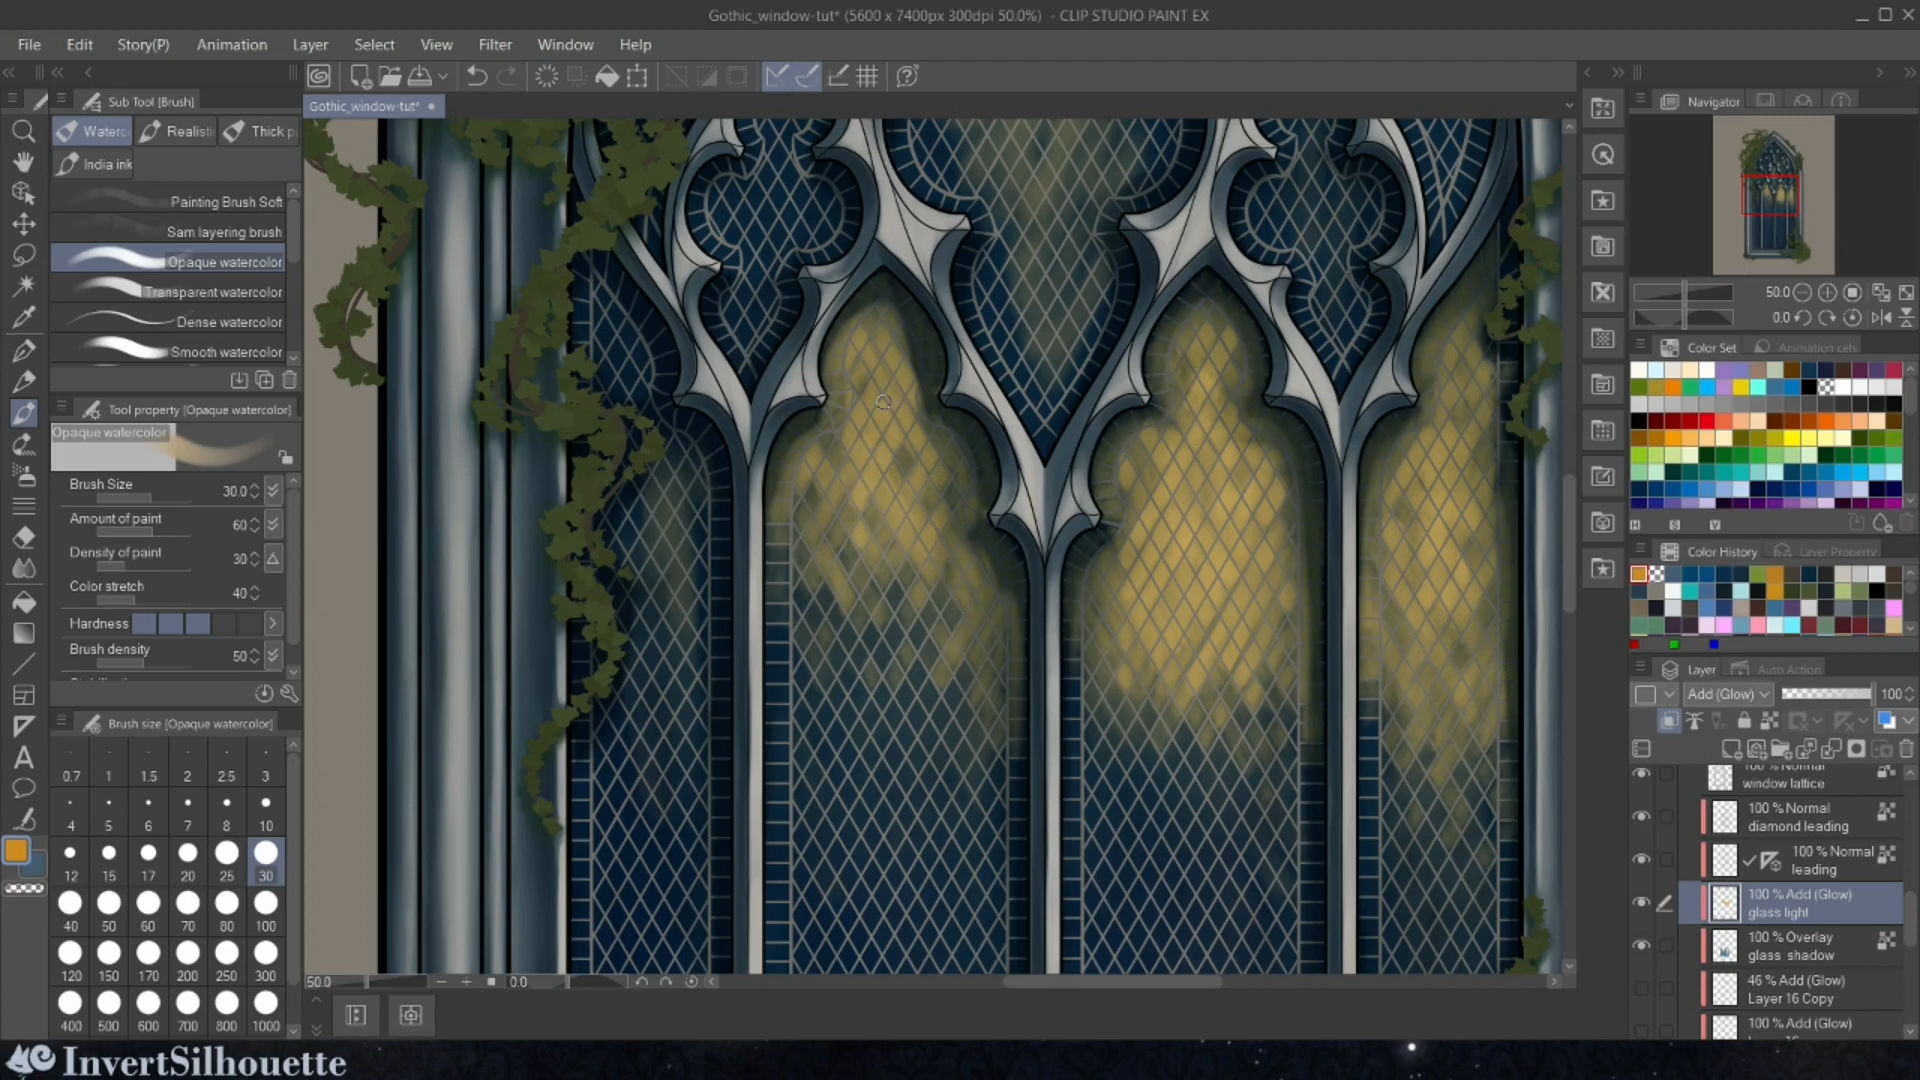 Gothic_window-tut* (5600 x 7400px 300dpi 50.0%) - CLIP STUDIO PAINT EX
File Edit Story(P) Animation Layer Select View Filter Window Help
Sub Tool [Brush]
Gothic_window-tut*
Navigator
Waterc Realisti Thick p
India ink
Painting Brush Soft
Sam layering brush
Opaque watercolor
Transparent watercolor
Dense watercolor
Smooth watercolor
Tool property [Opaque watercolor]
Opaque watercolor
Brush Size 30.0
Amount of paint 60
Density of paint 30
Color stretch 40
Hardness
Brush density 50
Brush size [Opaque watercolor]
0.7 1 1.5 2 2.5 3
4 5 6 7 8 10
12 15 17 20 25 30
40 50 60 70 80 100
120 150 170 200 250 300
400 500 600 700 800 1000
50.0 0.0
50.0
0.0
Color Set Animation cels
H S V
Color History Layer Property
Layer Auto Action
Add (Glow) 100
100 % Normal
window lattice
100 % Normal
diamond leading
100 % Normal
leading
100 % Add (Glow)
glass light
100 % Overlay
glass shadow
46 % Add (Glow)
Layer 16 Copy
100 % Add (Glow)
InvertSilhouette